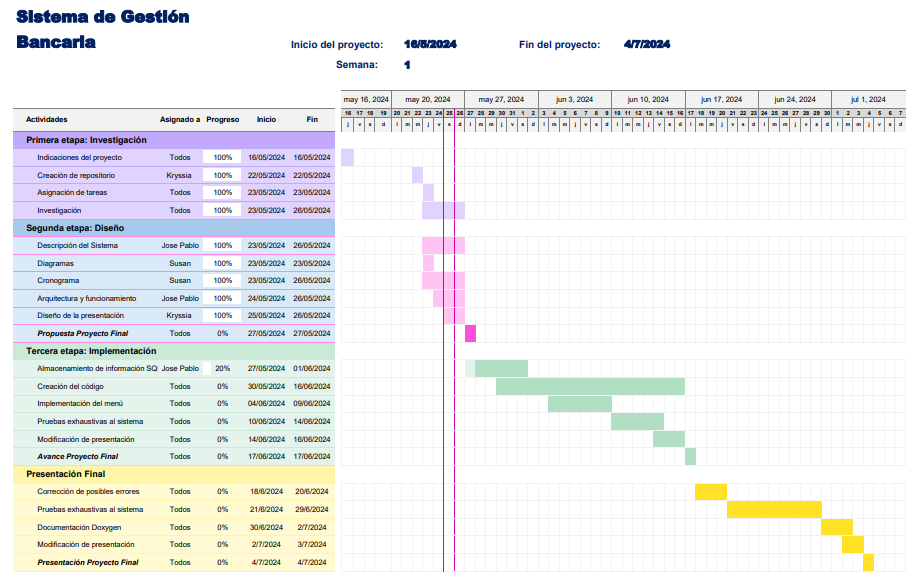 Sistema de Gestión
Bancaria
Inicio del proyecto: 16/5/2024 Fin del proyecto: 4/7/2024
Semana: 1
may 16, 2024 may 20, 2024 may 27, 2024 jun 3, 2024 jun 10, 2024 jun 17, 2024 jun 24, 2024 jul 1, 2024
16 17 18 19 20 21 22 23 24 25 26 27 28 29 30 31 1 2 3 4 5 6 7 8 9 10 11 12 13 14 15 16 17 18 19 20 21 22 23 24 25 26 27 28 29 30 1 2 3 4 5 6 7
Actividades Asignado a Progreso Inicio Fin j v s d l m m j v s d l m m j v s d l m m j v s d l m m j v s d l m m j v s d l m m j v s d l m m j v s d
Primera etapa: Investigación
Indicaciones del proyecto Todos 100% 16/05/2024 16/05/2024
Creación de repositorio Kryssia 100% 22/05/2024 22/05/2024
Asignación de tareas Todos 100% 23/05/2024 23/05/2024
Investigación Todos 100% 23/05/2024 26/05/2024
Segunda etapa: Diseño
Descripción del Sistema Jose Pablo 100% 23/05/2024 26/05/2024
Diagramas Susan 100% 23/05/2024 23/05/2024
Cronograma Susan 100% 23/05/2024 26/05/2024
Arquitectura y funcionamiento Jose Pablo 100% 24/05/2024 26/05/2024
Diseño de la presentación Kryssia 100% 25/05/2024 26/05/2024
Propuesta Proyecto Final Todos 0% 27/05/2024 27/05/2024
Tercera etapa: Implementación
Almacenamiento de información SQ Jose Pablo 20% 27/05/2024 01/06/2024
Creación del código Todos 0% 30/05/2024 16/06/2024
Implementación del menú Todos 0% 04/06/2024 09/06/2024
Pruebas exhaustivas al sistema Todos 0% 10/06/2024 14/06/2024
Modificación de presentación Todos 0% 14/06/2024 16/06/2024
Avance Proyecto Final Todos 0% 17/06/2024 17/06/2024
Presentación Final
Corrección de posibles errores Todos 0% 18/6/2024 20/6/2024
Pruebas exhaustivas al sistema Todos 0% 21/6/2024 29/6/2024
Documentación Doxygen Todos 0% 30/6/2024 2/7/2024
Modificación de presentación Todos 0% 2/7/2024 3/7/2024
Presentación Proyecto Final Todos 0% 4/7/2024 4/7/2024